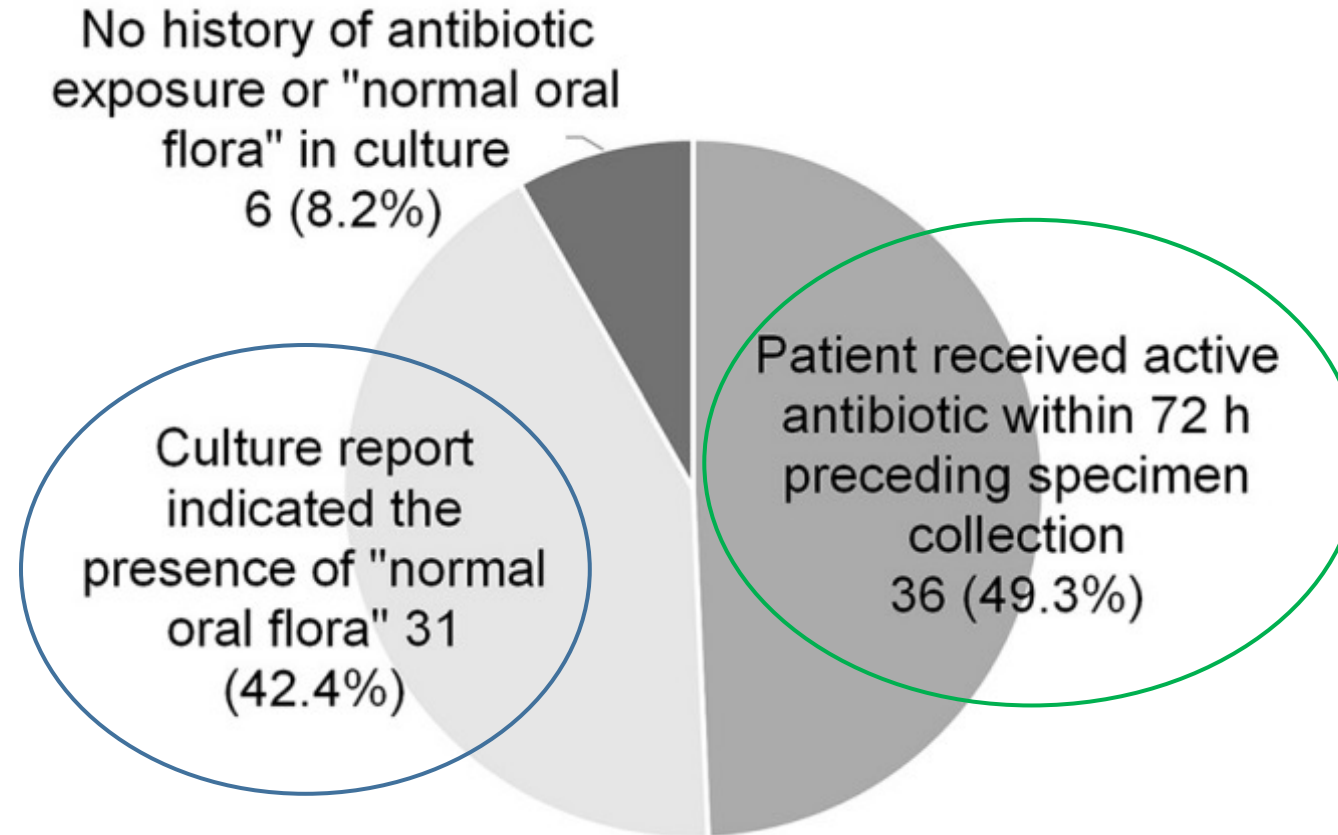 No history of antibiotic
exposure or "normal oral
flora" in culture
6 (8.2%)
Patient received active
antibiotic within 72 h
preceding specimen
collection
36 (49.3%)
Culture report
indicated the
presence of "normal
oral flora" 31
(42.4%)